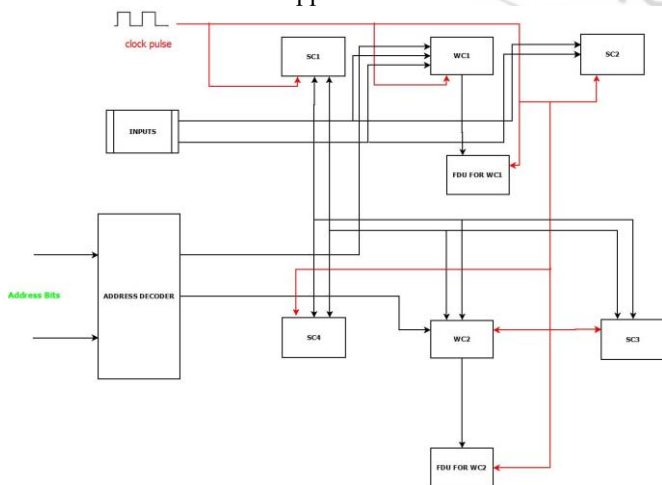 clock pulse
SC1
WC1
SC2
INPUTS
FDU FOR WC1
Address Bits
ADDRESS DECODER
SC4
WC2
SC3
FDU FOR WC2